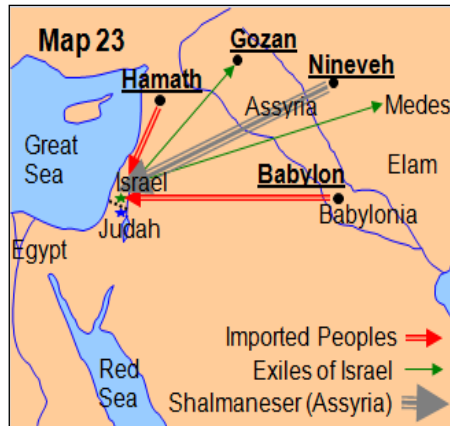 Map 23
Gozan
Nineveh
Hamath
Assyria
Medes
Great
Sea
Israel
Babylon
Elam
Babylonia
Judah
Egypt
Red
Sea
Imported Peoples
Exiles of Israel
Shalmaneser (Assyria)